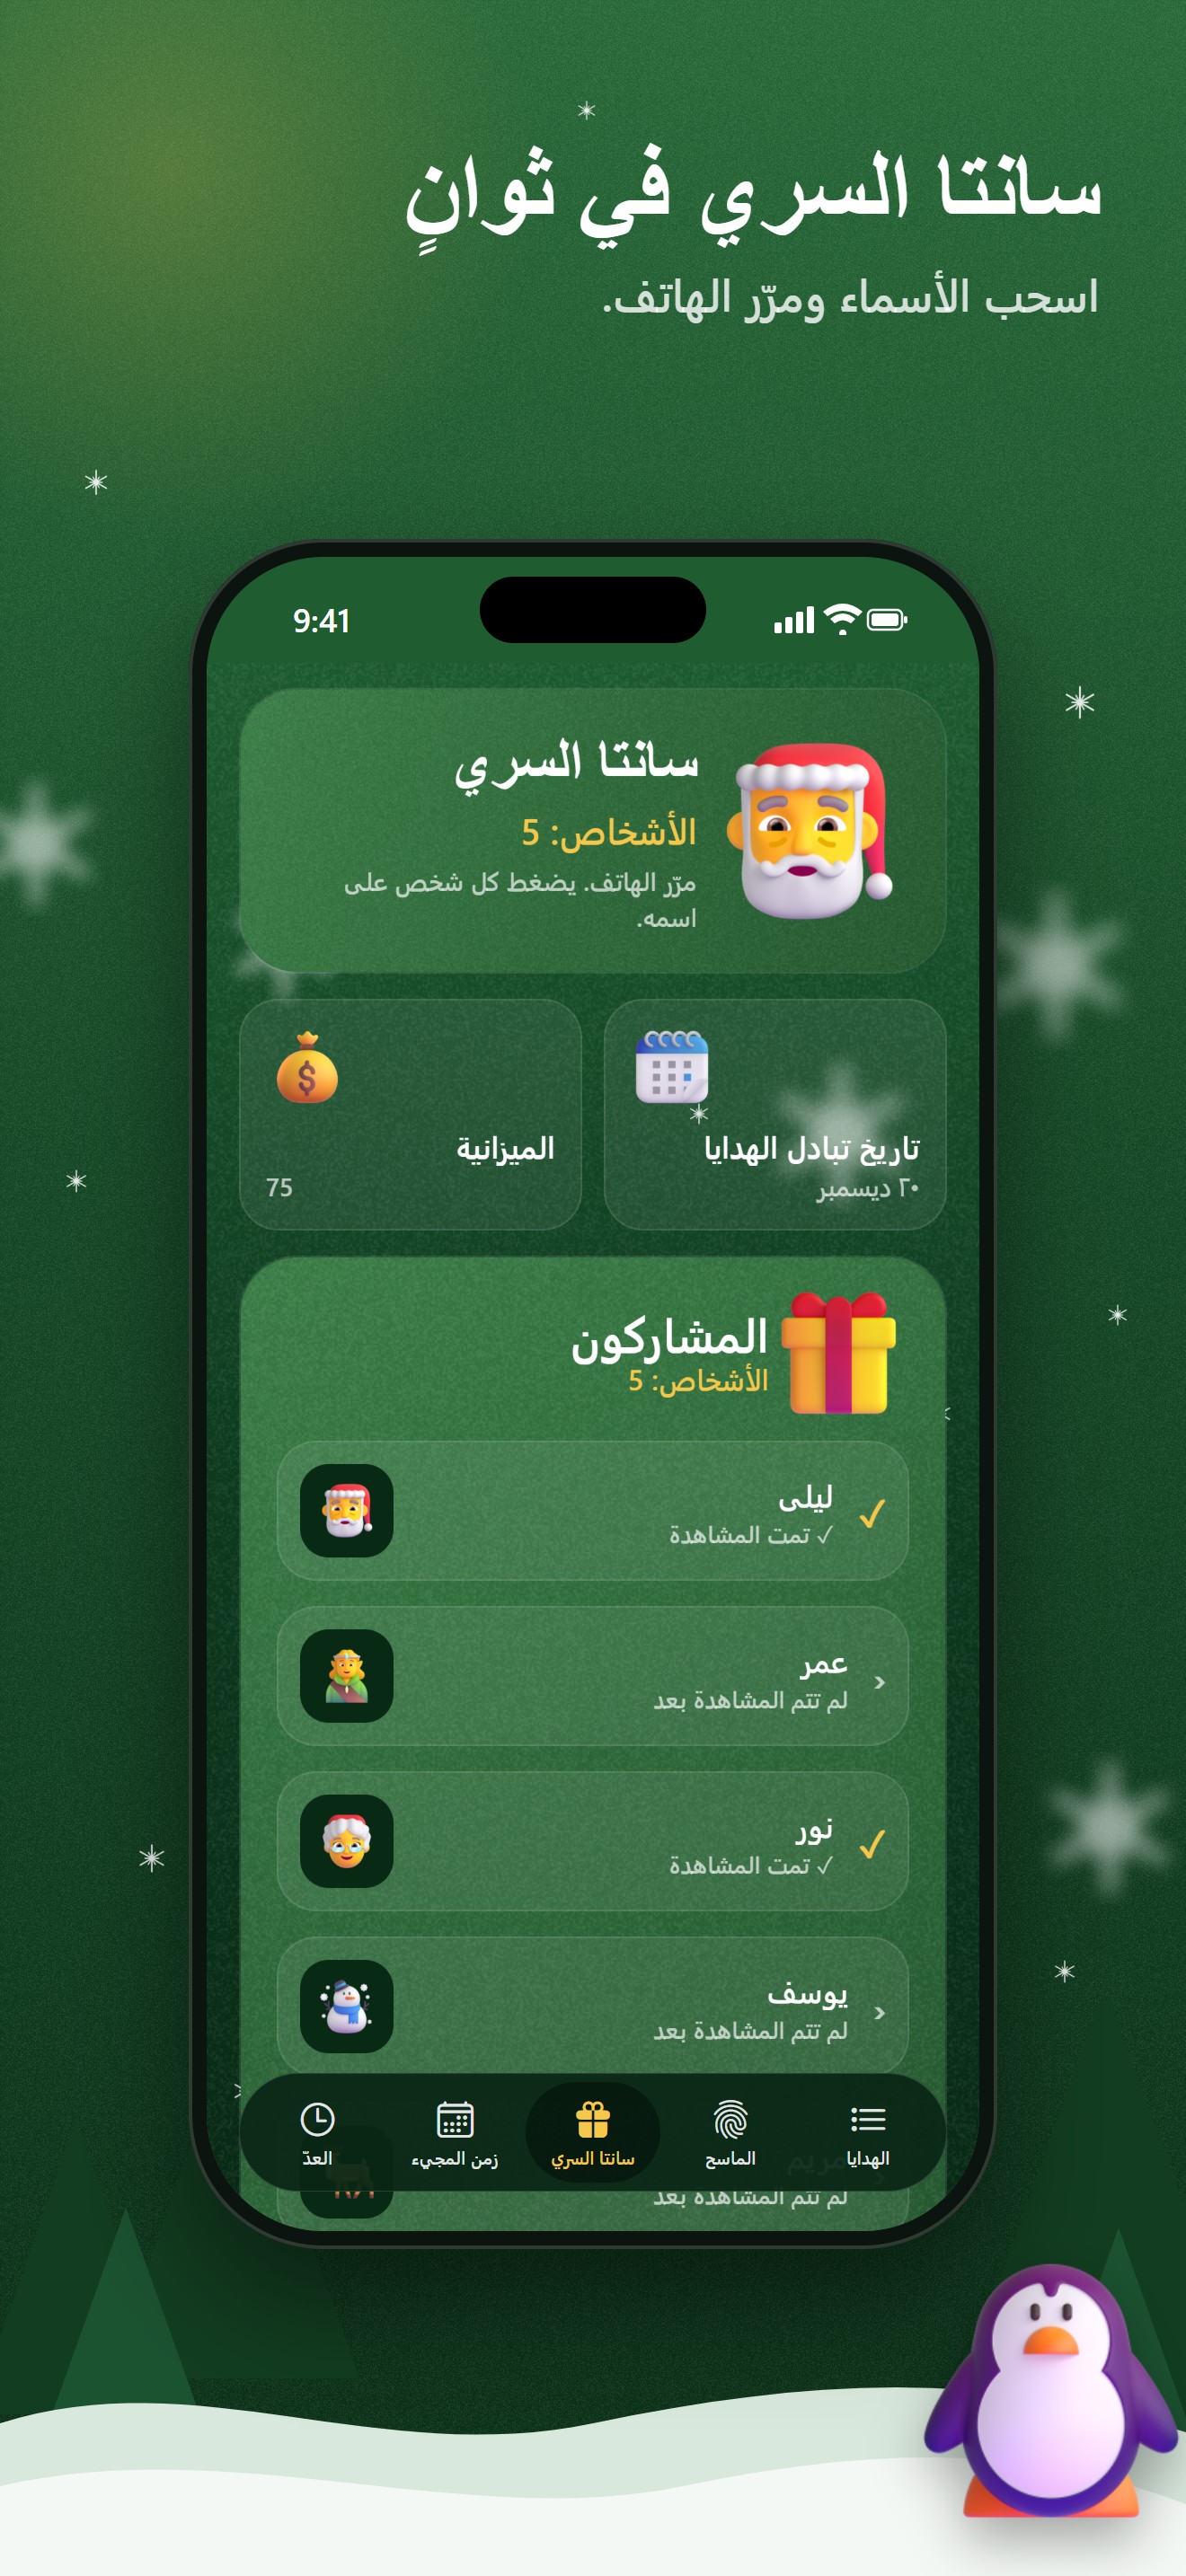 سانتا السري في ثوانٍ
اسحب الأسماء ومرّر الهاتف.
9:41
سانتا السري
الأشخاص: 5
مرّر الهاتف. يضغط كل شخص على
اسمه.
تاريخ تبادل الهدايا
٢٠ ديسمبر
الميزانية
75
المشاركون
الأشخاص: 5
ليلى
✓ تمت المشاهدة
عمر
لم تتم المشاهدة بعد
نور
✓ تمت المشاهدة
يوسف
لم تتم المشاهدة بعد
مريم
لم تتم المشاهدة بعد
الهدايا
الماسح
سانتا السري
زمن المجيء
العدّ